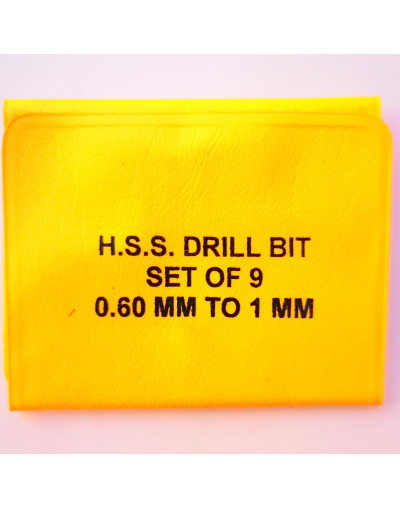 H.S.S. DRILL BIT
SET OF 9
0.60 MM TO 1 MM